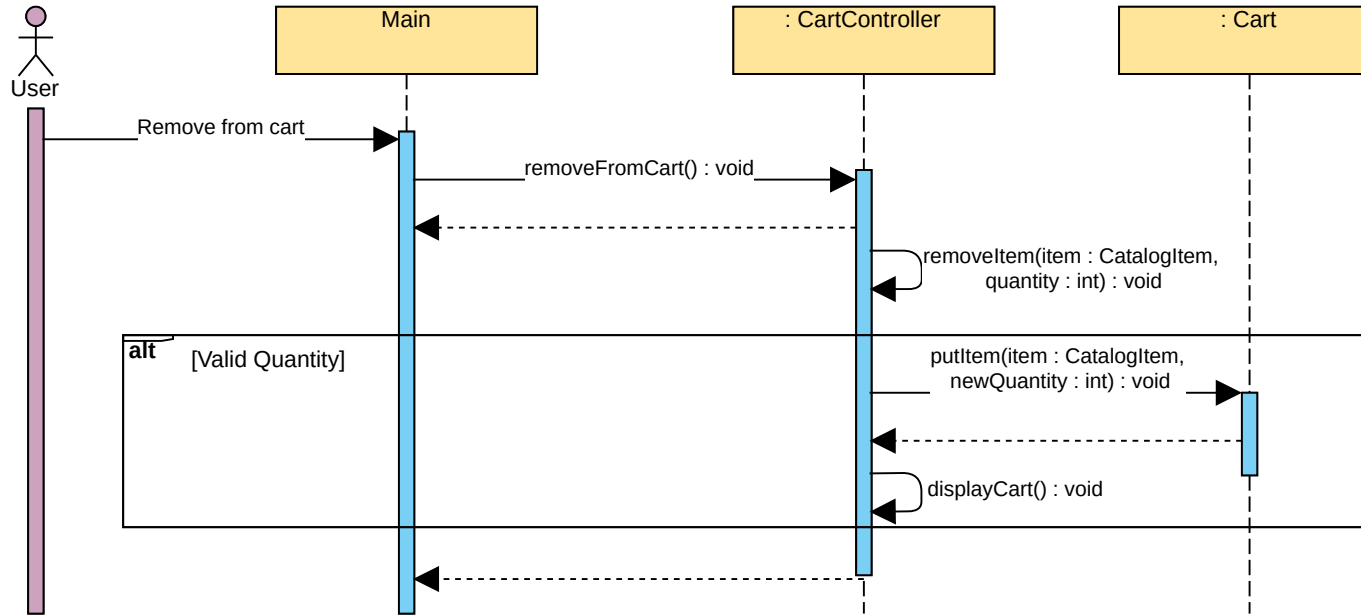 Main
: CartController
: Cart
User
Remove from cart
removeFromCart() : void
removeItem(item : CatalogItem,
quantity : int) : void
alt
[Valid Quantity]
putItem(item : CatalogItem,
newQuantity : int) : void
displayCart() : void